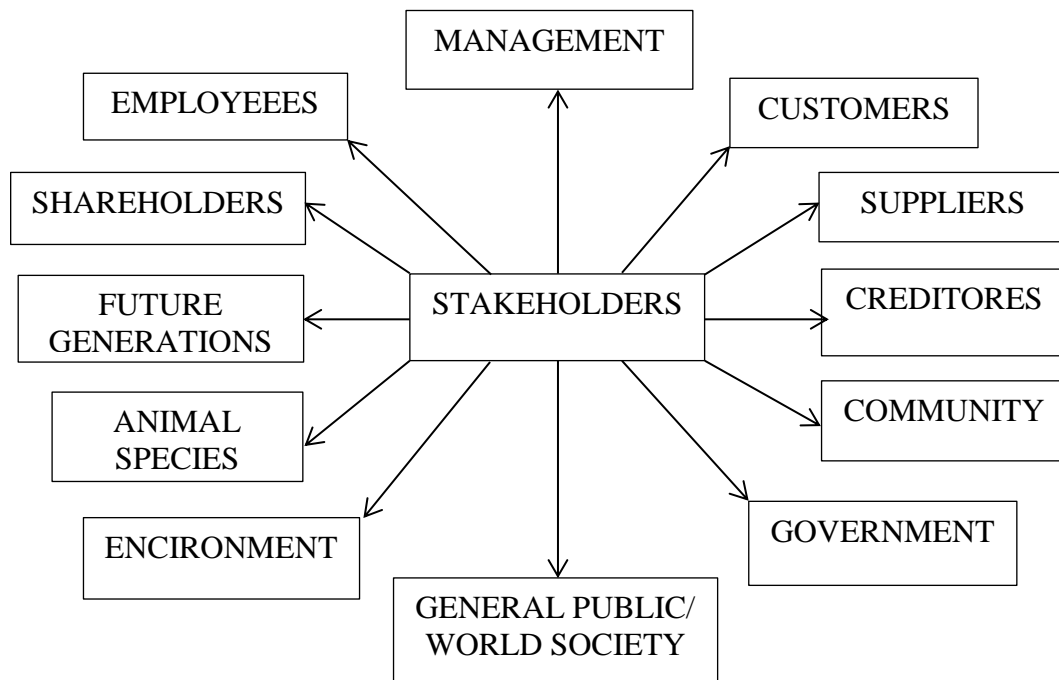 MANAGEMENT
EMPLOYEEES
CUSTOMERS
SHAREHOLDERS
SUPPLIERS
FUTURE
GENERATIONS
STAKEHOLDERS
CREDITORES
ANIMAL
SPECIES
COMMUNITY
ENCIRONMENT
GOVERNMENT
GENERAL PUBLIC/
WORLD SOCIETY